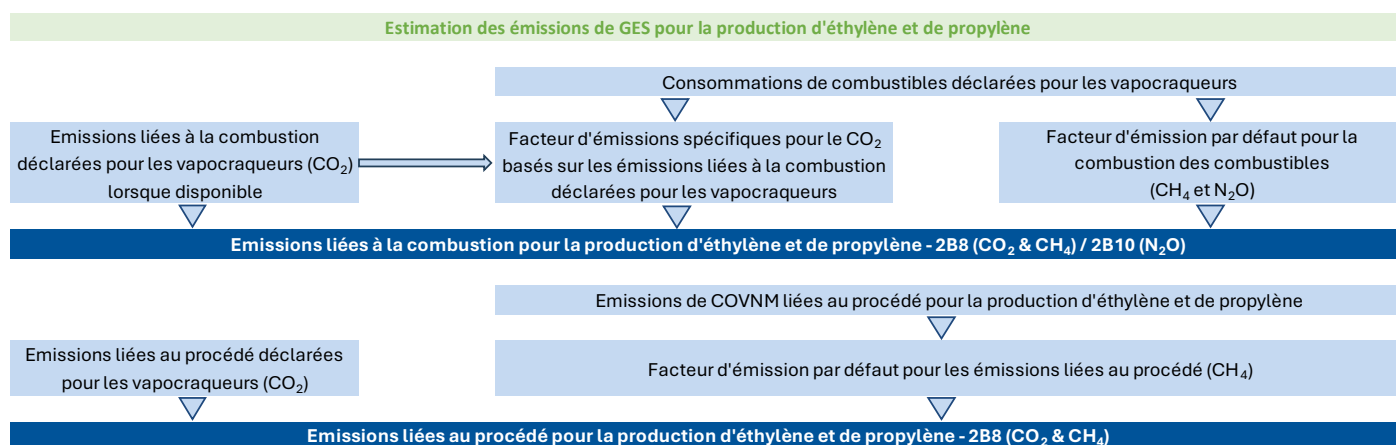 Estimation des émissions de GES pour la production d'éthylène et de propylène
Consommations de combustibles déclarées pour les vapocraqueurs
Emissions liées à la combustion
déclarées pour les vapocraqueurs (CO₂)
lorsque disponible
Facteur d'émissions spécifiques pour le CO₂
basés sur les émissions liées à la combustion
déclarées pour les vapocraqueurs
Facteur d'émission par défaut pour la
combustion des combustibles
(CH₄ et N₂O)
Emissions liées à la combustion pour la production d'éthylène et de propylène - 2B8 (CO₂ & CH₄) / 2B10 (N₂O)
Emissions de COVNM liées au procédé pour la production d'éthylène et de propylène
Emissions liées au procédé déclarées
pour les vapocraqueurs (CO₂)
Facteur d'émission par défaut pour les émissions liées au procédé (CH₄)
Emissions liées au procédé pour la production d'éthylène et de propylène - 2B8 (CO₂ & CH₄)